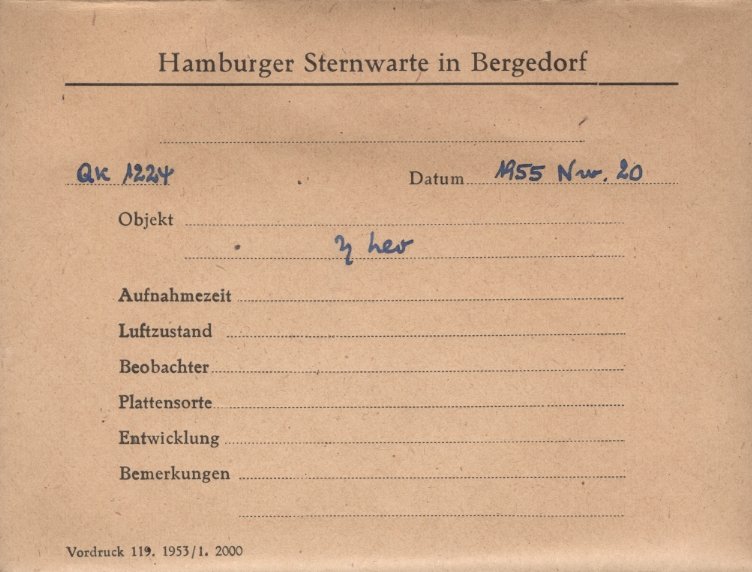 Hamburger Sternwarte in Bergedorf
QK 1224 Datum 1955 Nov. 20
Objekt
η Leo
Aufnahmezeit
Luftzustand
Beobachter
Plattensorte
Entwicklung
Bemerkungen
Vordruck 119. 1953/1. 2000